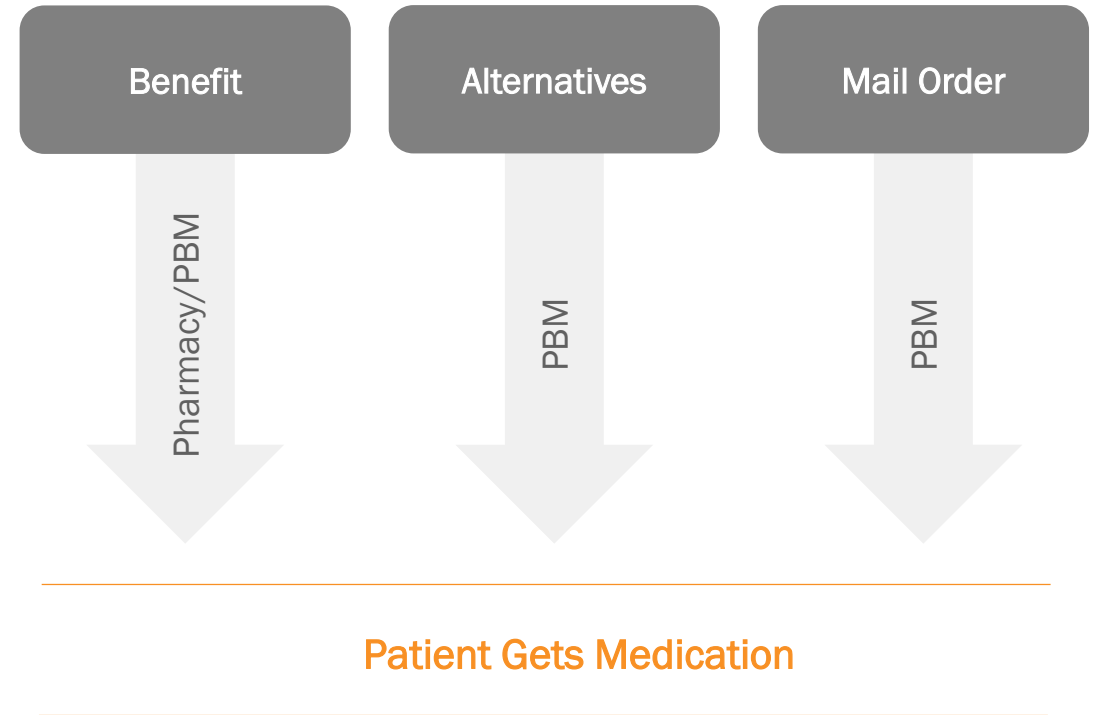 Benefit
Alternatives
Mail Order
Pharmacy/PBM
PBM
PBM
Patient Gets Medication